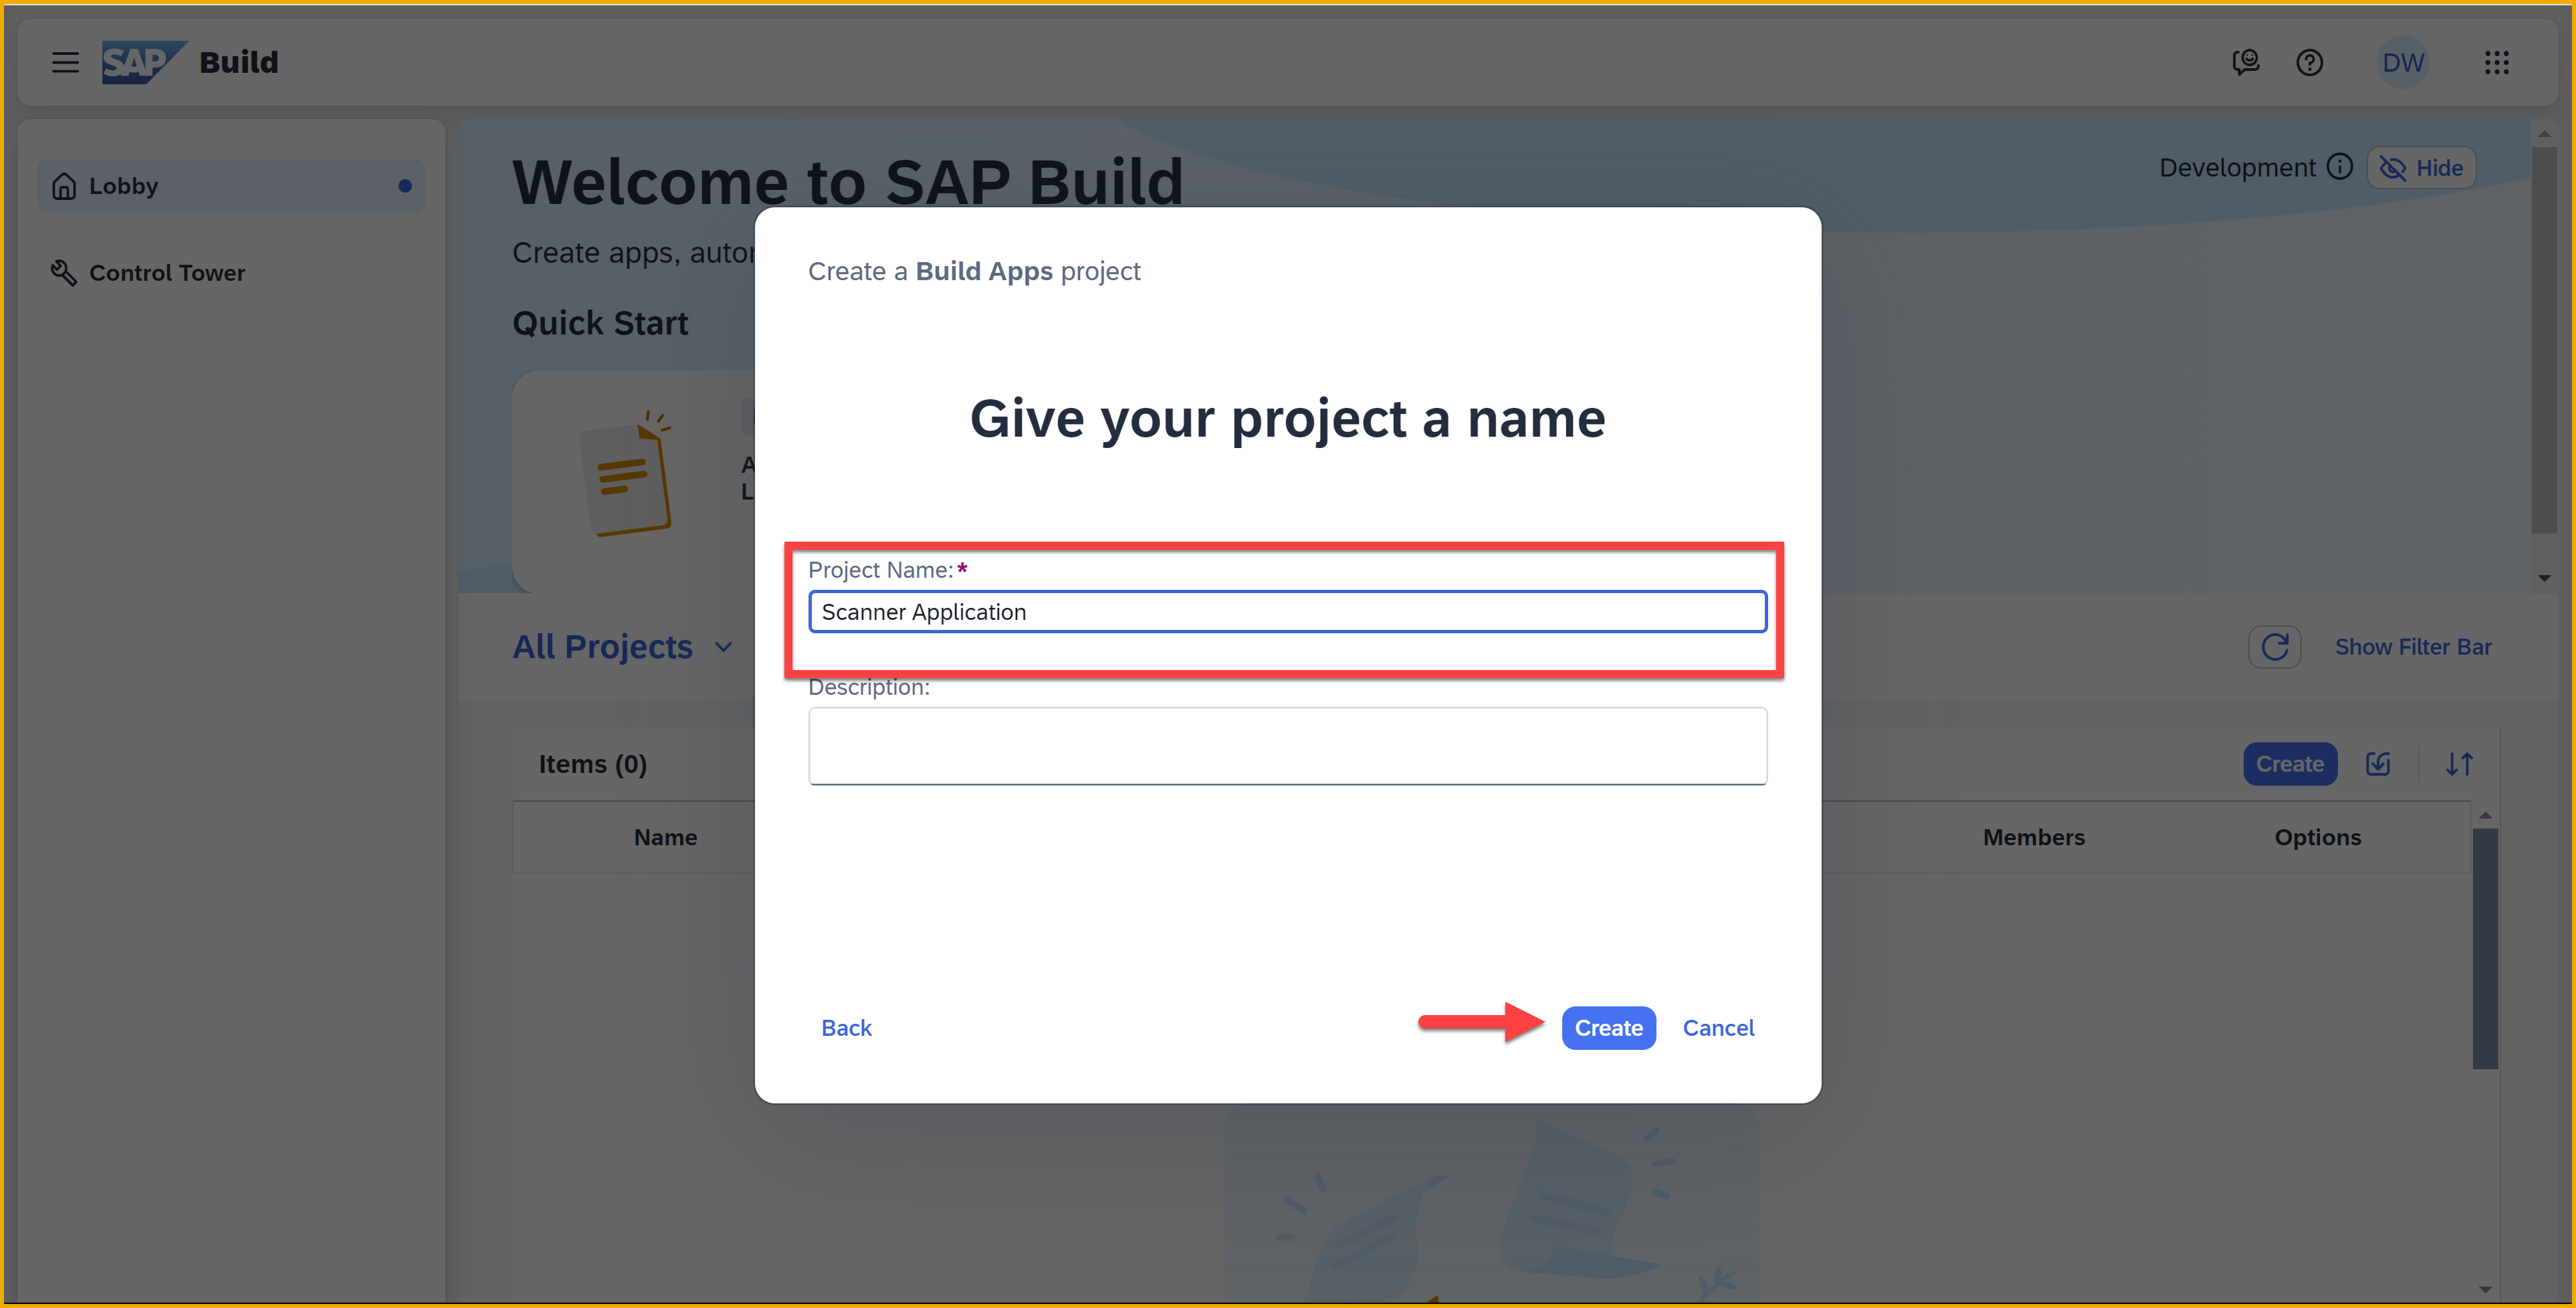 SAP Build
DW
Lobby
Control Tower
Welcome to SAP Build
Development
Hide
Create apps,
Quick Start
Create a Build Apps project
Give your project a name
Project Name:*
Scanner Application
Description:
Back
Create
Cancel
All Projects
Show Filter Bar
Items (0)
Create
Name
Members
Options